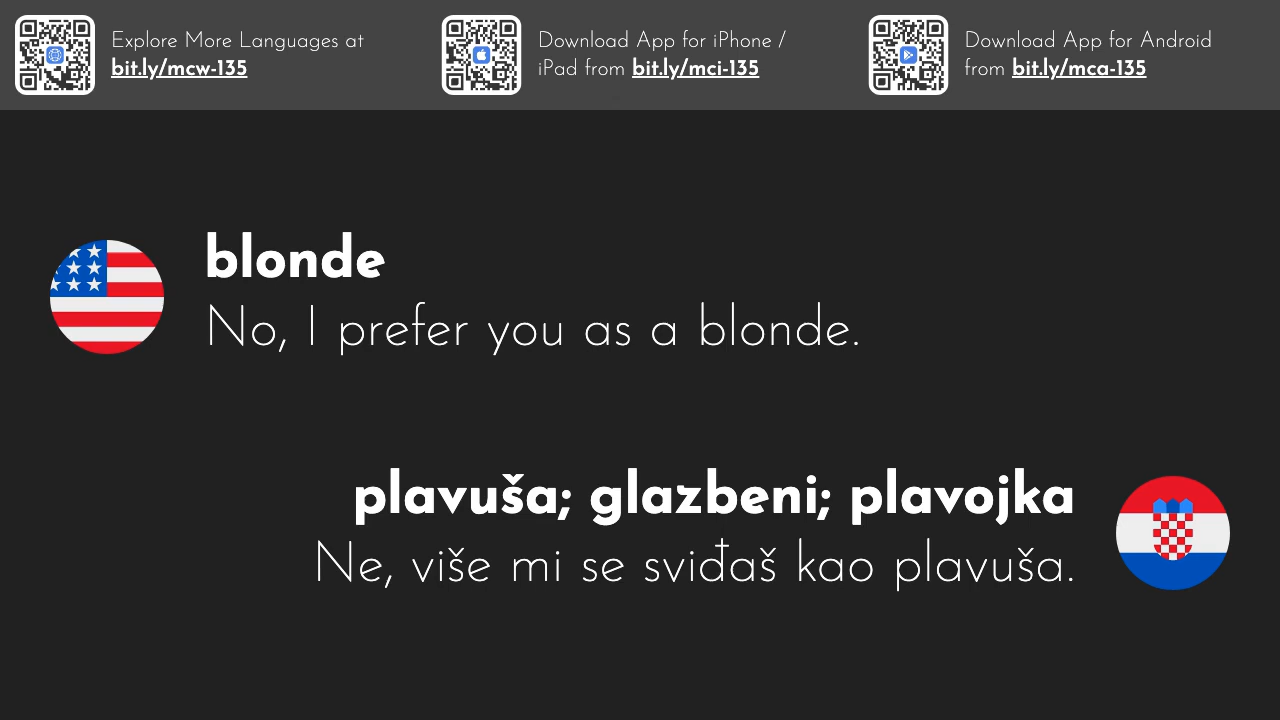 Explore More Languages at
bit.ly/mcw-135
Download App for iPhone /
iPad from bit.ly/mci-135
Download App for Android
from bit.ly/mca-135
blonde
No, I prefer you as a blonde.
plavuša; glazbeni; plavojka
Ne, više mi se sviđaš kao plavuša.